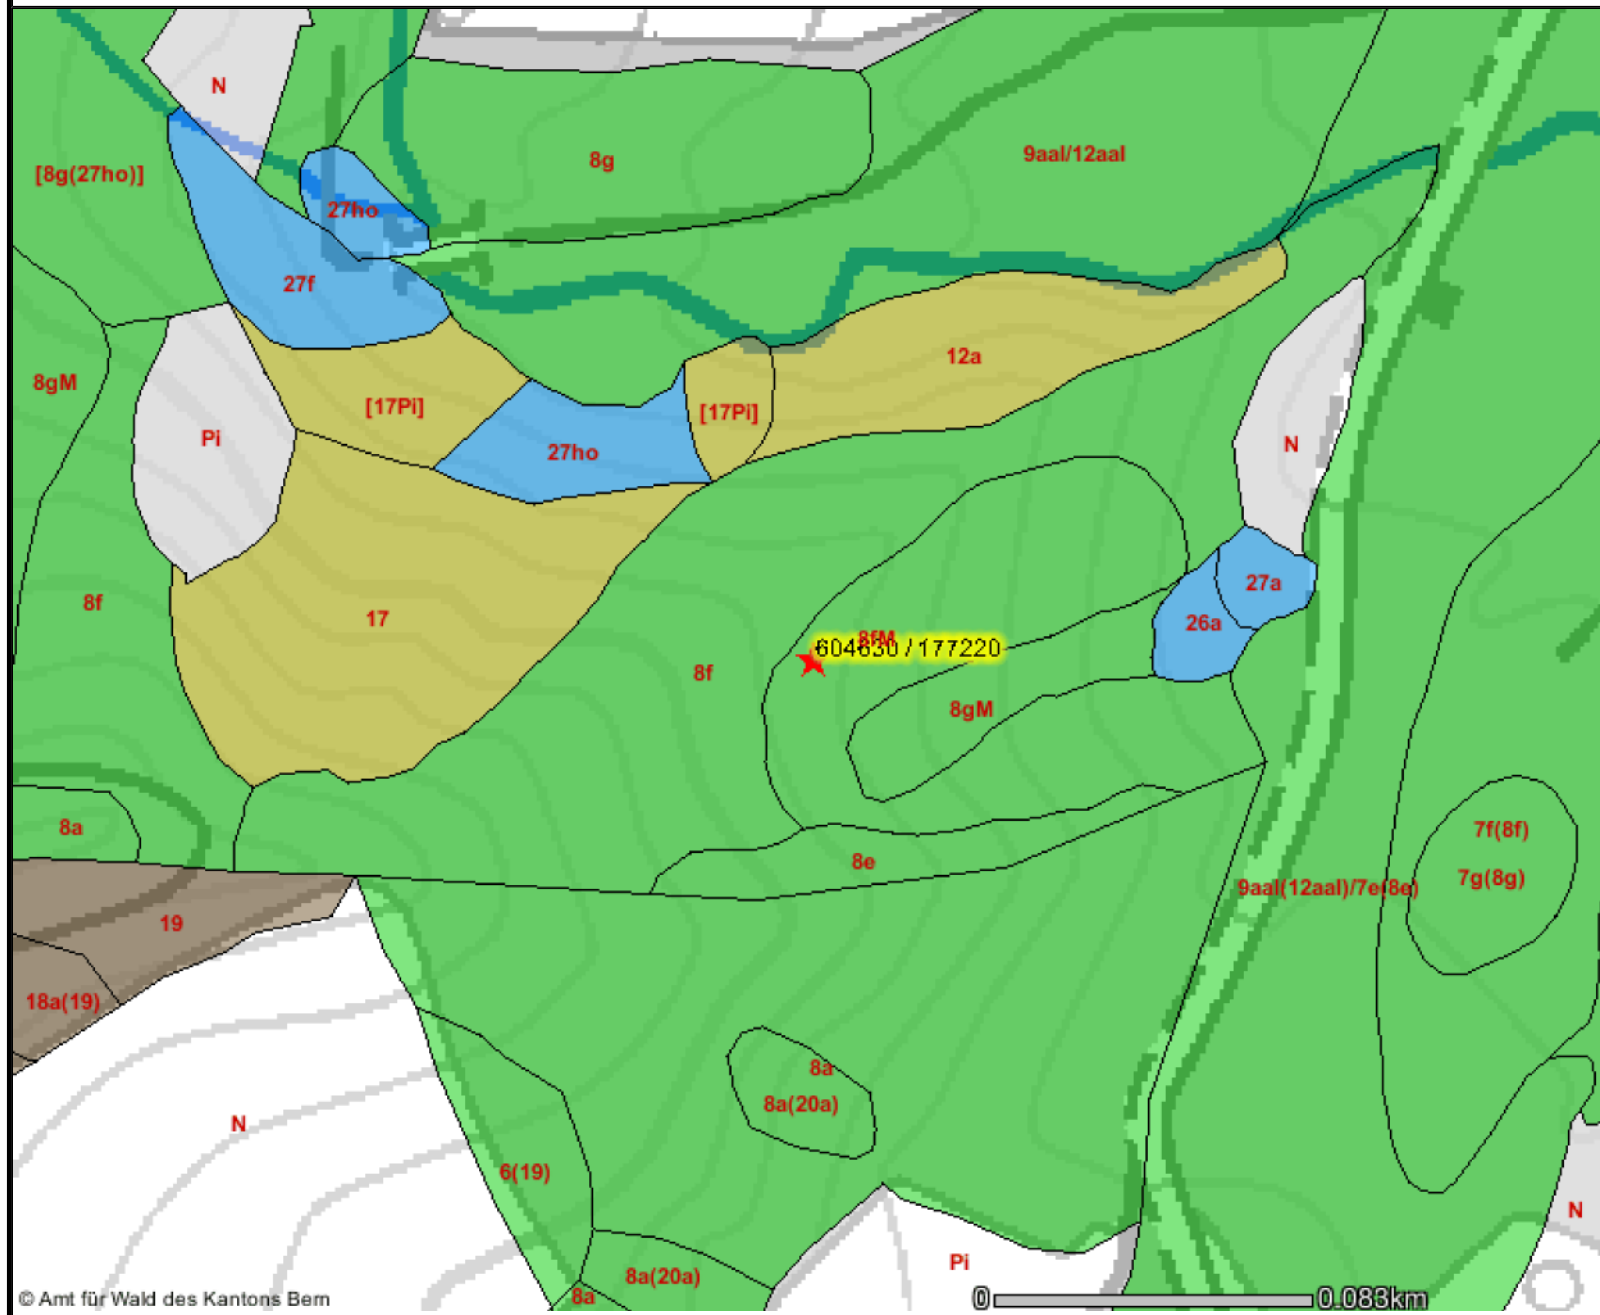 N
[8g(27ho)]
8g
9aal/12aal
27ho
27f
8gM
12a
[17Pi]
[17Pi]
Pi
27ho
N
27a
8f
17
26a
8fM
604630 / 177220
8f
8gM
8a
7f(8f)
8e
7g(8g)
9aal(12aal)/7e(8e)
19
18a(19)
8a
8a(20a)
N
6(19)
N
Pi
8a(20a)
8a
© Amt für Wald des Kantons Bern
0 0.083km